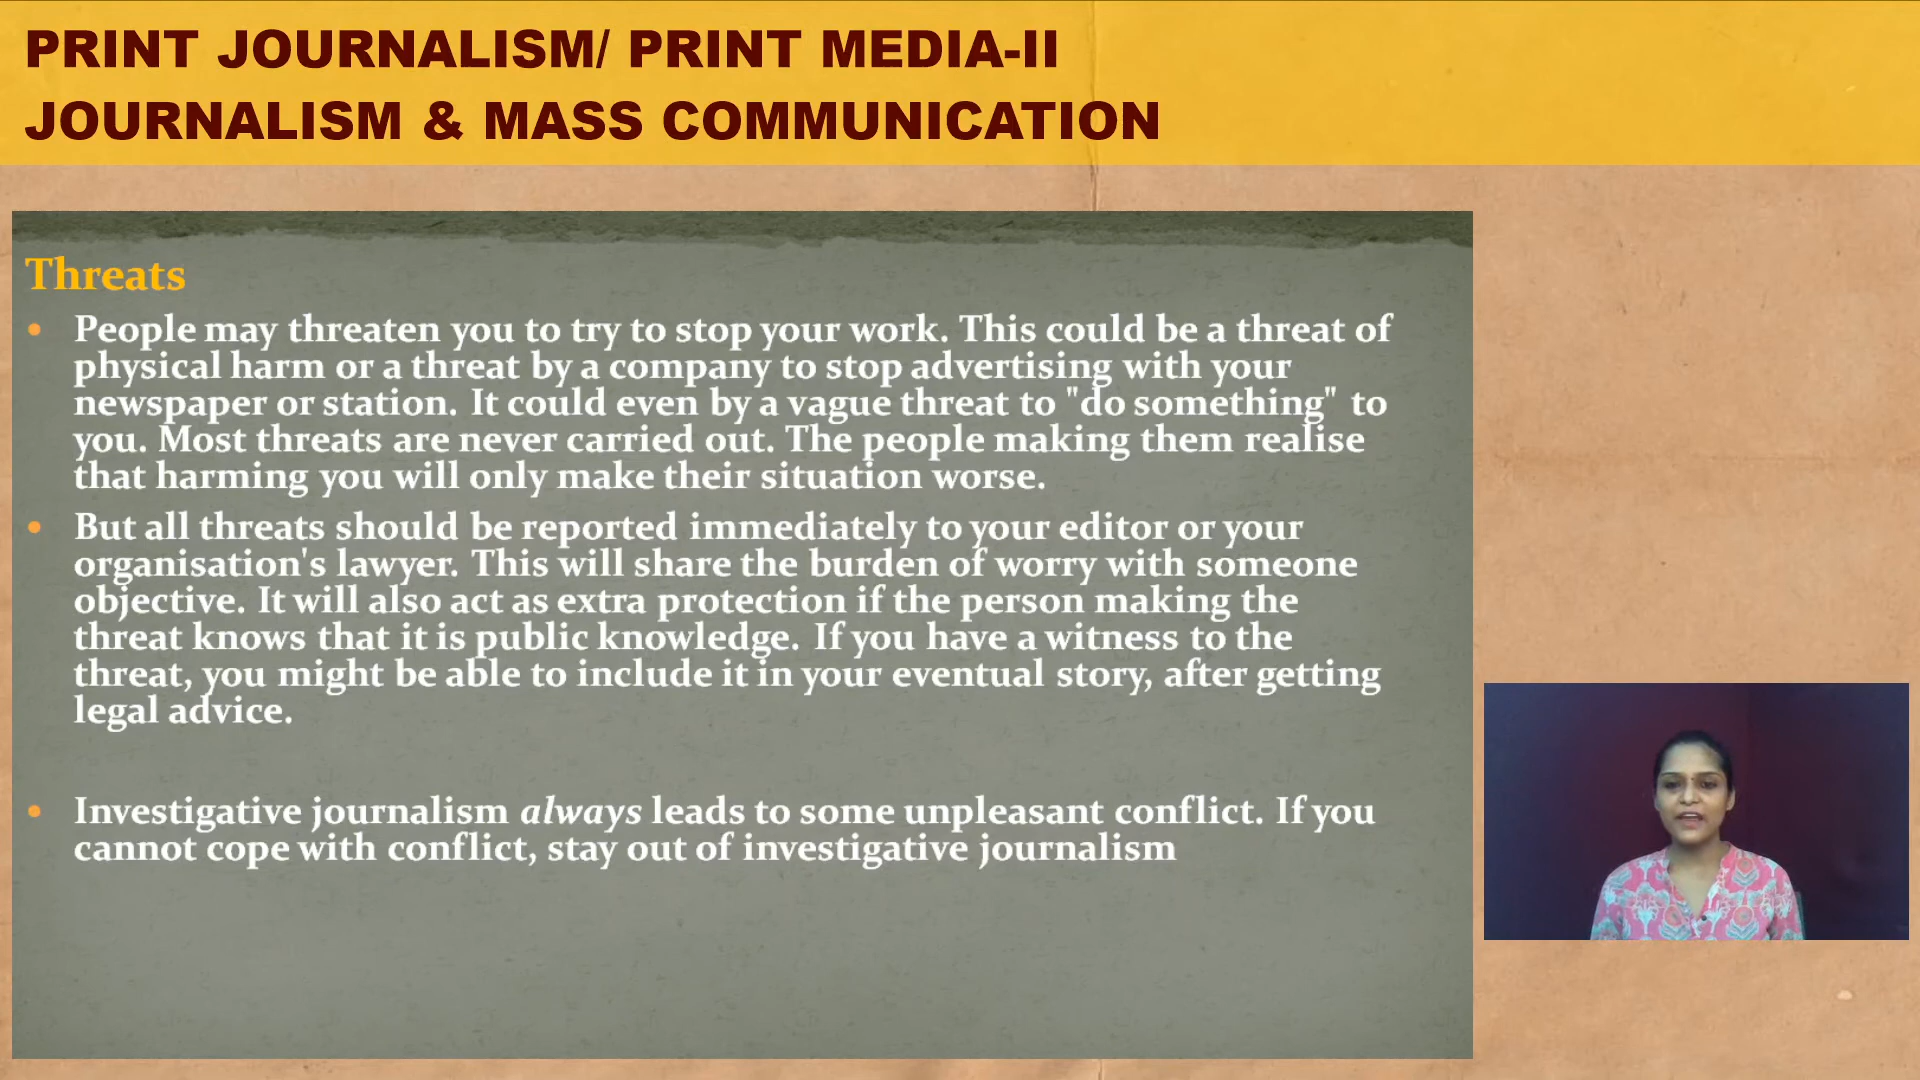 PRINT JOURNALISM/ PRINT MEDIA-II
JOURNALISM & MASS COMMUNICATION
Threats
• People may threaten you to try to stop your work. This could be a threat of
physical harm or a threat by a company to stop advertising with your
newspaper or station. It could even by a vague threat to "do something" to
you. Most threats are never carried out. The people making them realise
that harming you will only make their situation worse.
• But all threats should be reported immediately to your editor or your
organisation's lawyer. This will share the burden of worry with someone
objective. It will also act as extra protection if the person making the
threat knows that it is public knowledge. If you have a witness to the
threat, you might be able to include it in your eventual story, after getting
legal advice.
• Investigative journalism always leads to some unpleasant conflict. If you
cannot cope with conflict, stay out of investigative journalism